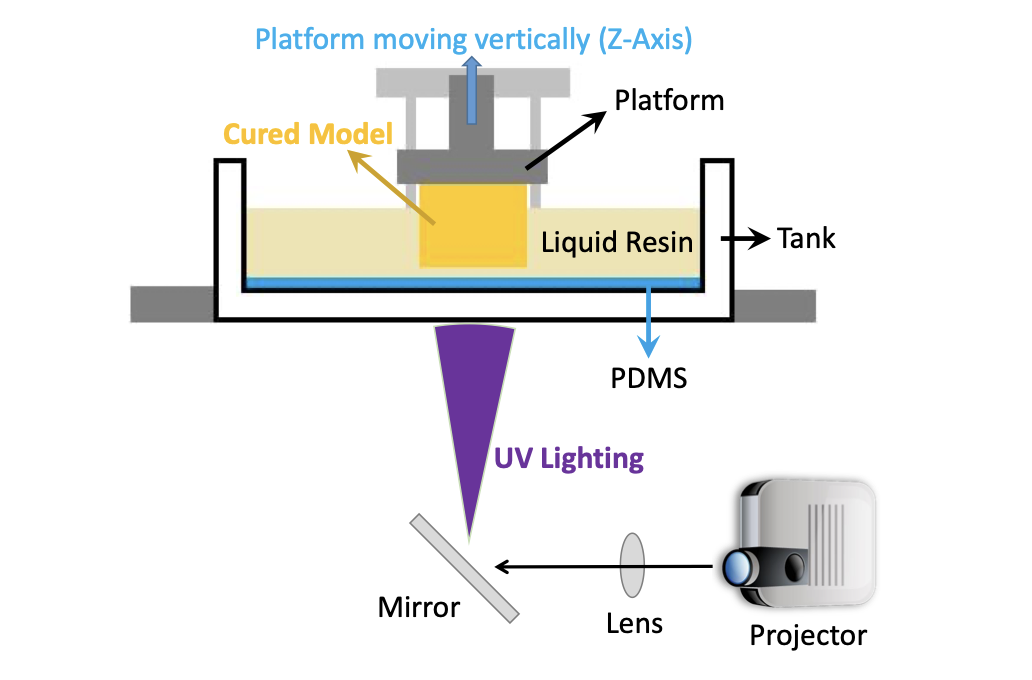 Platform moving vertically (Z-Axis)
Platform
Cured Model
Liquid Resin
Tank
PDMS
UV Lighting
Mirror
Lens
Projector